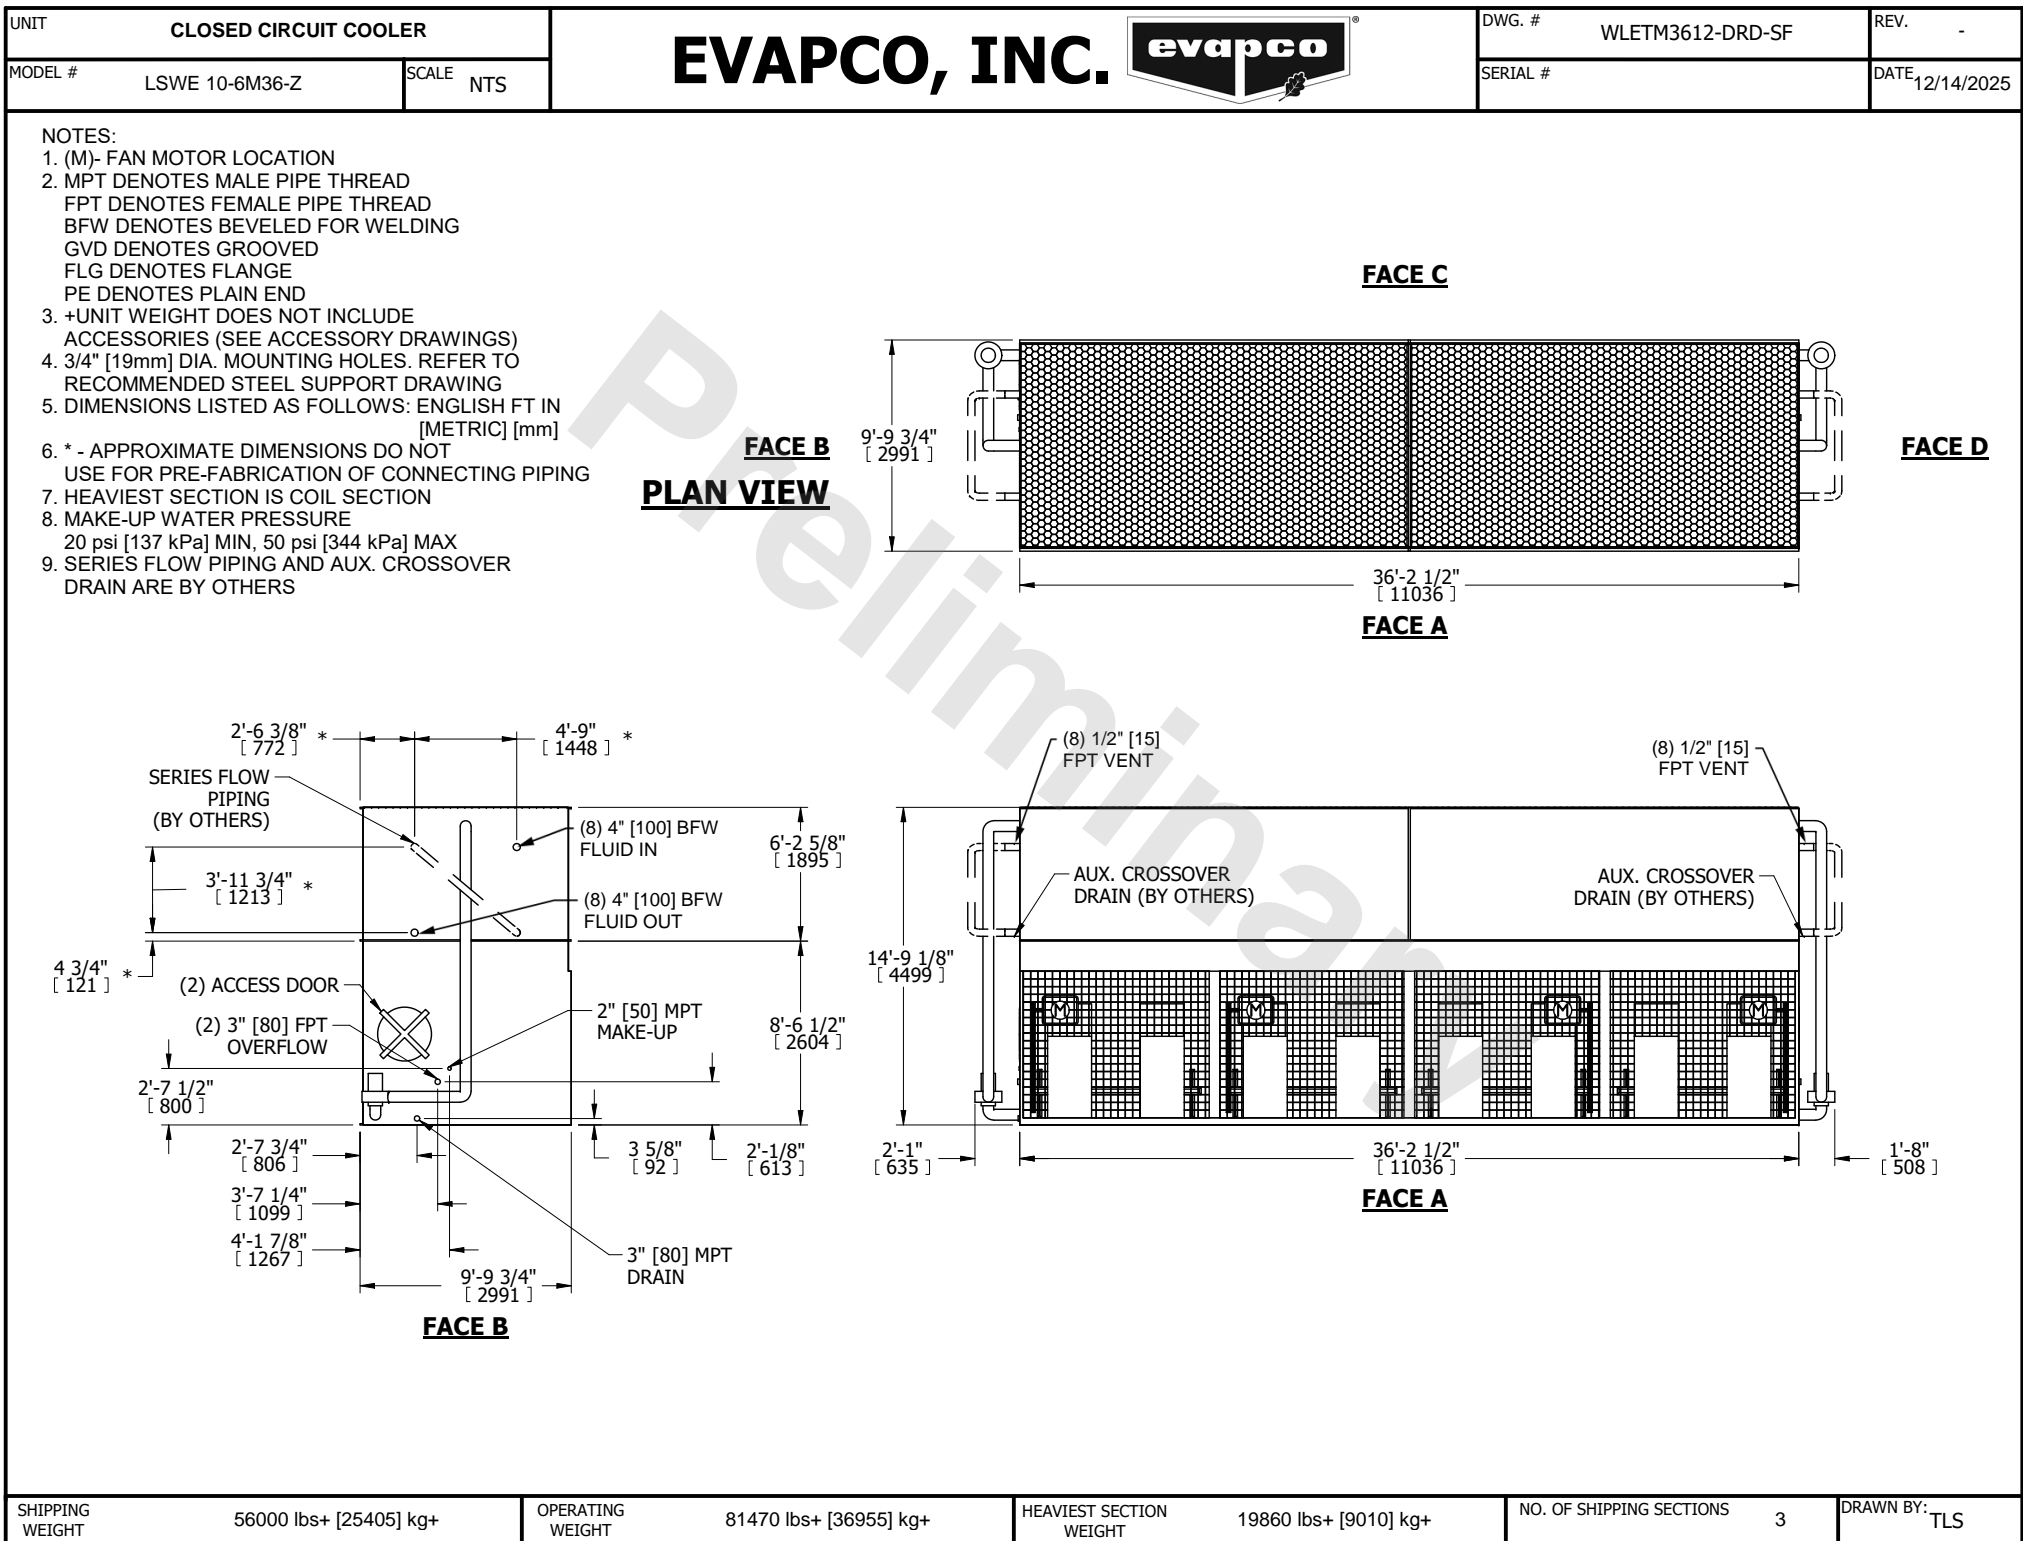 UNIT
CLOSED CIRCUIT COOLER
MODEL #
LSWE 10-6M36-Z
SCALE
NTS
EVAPCO, INC.
evapco
®
DWG. #
WLETM3612-DRD-SF
REV.
-
SERIAL #
DATE
12/14/2025
NOTES:
1. (M)- FAN MOTOR LOCATION
2. MPT DENOTES MALE PIPE THREAD
FPT DENOTES FEMALE PIPE THREAD
BFW DENOTES BEVELED FOR WELDING
GVD DENOTES GROOVED
FLG DENOTES FLANGE
PE DENOTES PLAIN END
3. +UNIT WEIGHT DOES NOT INCLUDE
ACCESSORIES (SEE ACCESSORY DRAWINGS)
4. 3/4" [19mm] DIA. MOUNTING HOLES. REFER TO
RECOMMENDED STEEL SUPPORT DRAWING
5. DIMENSIONS LISTED AS FOLLOWS: ENGLISH FT IN
[METRIC] [mm]
6. * - APPROXIMATE DIMENSIONS DO NOT
USE FOR PRE-FABRICATION OF CONNECTING PIPING
7. HEAVIEST SECTION IS COIL SECTION
8. MAKE-UP WATER PRESSURE
20 psi [137 kPa] MIN, 50 psi [344 kPa] MAX
9. SERIES FLOW PIPING AND AUX. CROSSOVER
DRAIN ARE BY OTHERS
Preliminary
FACE C
FACE B
PLAN VIEW
9'-9 3/4"
[ 2991 ]
FACE D
36'-2 1/2"
[ 11036 ]
FACE A
2'-6 3/8" *
[ 772 ]
4'-9" *
[ 1448 ]
SERIES FLOW
PIPING
(BY OTHERS)
(8) 4" [100] BFW
FLUID IN
6'-2 5/8"
[ 1895 ]
3'-11 3/4" *
[ 1213 ]
(8) 4" [100] BFW
FLUID OUT
4 3/4" *
[ 121 ]
(2) ACCESS DOOR
(2) 3" [80] FPT
OVERFLOW
2" [50] MPT
MAKE-UP
8'-6 1/2"
[ 2604 ]
2'-7 1/2"
[ 800 ]
2'-7 3/4"
[ 806 ]
3 5/8"
[ 92 ]
2'-1/8"
[ 613 ]
3'-7 1/4"
[ 1099 ]
4'-1 7/8"
[ 1267 ]
3" [80] MPT
DRAIN
9'-9 3/4"
[ 2991 ]
FACE B
(8) 1/2" [15]
FPT VENT
(8) 1/2" [15]
FPT VENT
AUX. CROSSOVER
DRAIN (BY OTHERS)
AUX. CROSSOVER
DRAIN (BY OTHERS)
14'-9 1/8"
[ 4499 ]
M M M M
2'-1"
[ 635 ]
36'-2 1/2"
[ 11036 ]
1'-8"
[ 508 ]
FACE A
SHIPPING
WEIGHT
56000 lbs+ [25405] kg+
OPERATING
WEIGHT
81470 lbs+ [36955] kg+
HEAVIEST SECTION
WEIGHT
19860 lbs+ [9010] kg+
NO. OF SHIPPING SECTIONS
3
DRAWN BY:
TLS